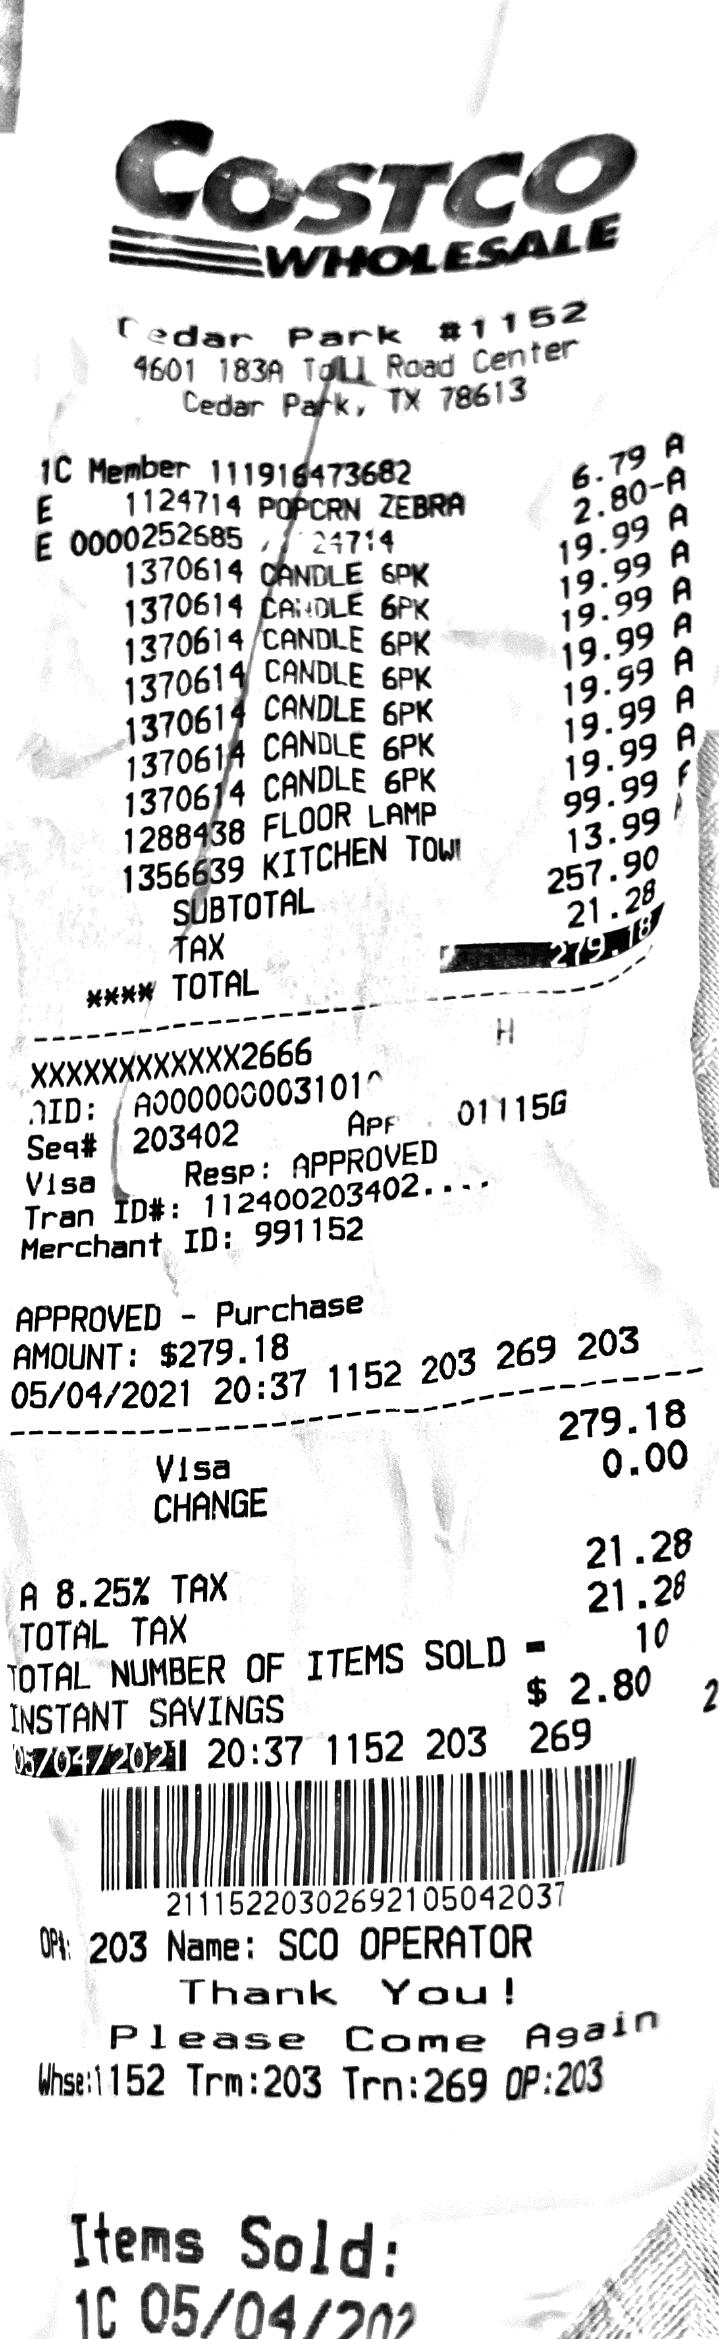 COSTCO
WHOLESALE
Cedar Park #1152
4601 183A Toll Road Center
Cedar Park, TX 78613
1C Member 111916473682
E 1124714 POPCRN ZEBRA 6.79 A
E 0000252685 24714 2.80-A
1370614 CANDLE 6PK 19.99 A
1370614 CANDLE 6PK 19.99 A
1370614 CANDLE 6PK 19.99 A
1370614 CANDLE 6PK 19.99 A
1370614 CANDLE 6PK 19.99 A
1370614 CANDLE 6PK 19.99 A
1370614 CANDLE 6PK 19.99 A
1288438 FLOOR LAMP 99.99
1356639 KITCHEN TOW 13.99
SUBTOTAL 257.90
TAX 21.28
**** TOTAL 279.18
XXXXXXXXXXXX2666 H
AID: A000000003101
Seq# 203402 01115G
Visa Resp: APPROVED
Tran ID#: 112400203402....
Merchant ID: 991152
APPROVED - Purchase
AMOUNT: $279.18
05/04/2021 20:37 1152 203 269 203
Visa 279.18
CHANGE 0.00
A 8.25% TAX 21.28
TOTAL TAX 21.28
TOTAL NUMBER OF ITEMS SOLD = 10
INSTANT SAVINGS $ 2.80
05/04/2021 20:37 1152 203 269
2
21115220302692105042037
OP#: 203 Name: SCO OPERATOR
Thank You!
Please Come Again
Whse:1152 Trm:203 Trn:269 OP:203
Items Sold:
1C 05/04/202